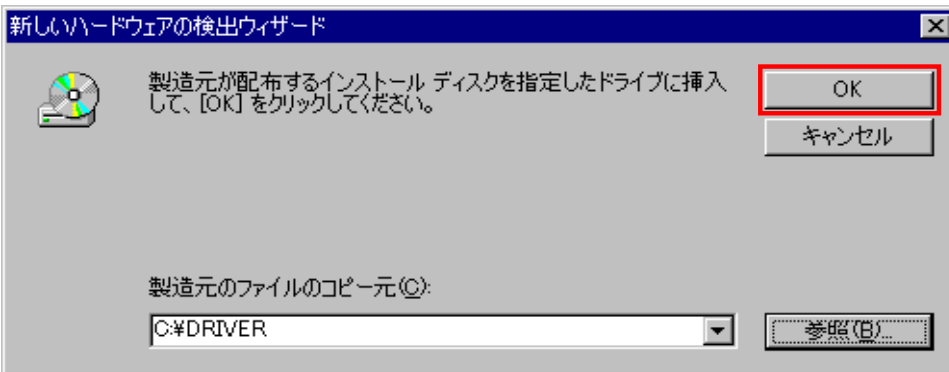 新しいハードウェアの検出ウィザード
製造元が配布するインストール ディスクを指定したドライブに挿入
して、[OK] をクリックしてください。
OK
キャンセル
製造元のファイルのコピー元(C):
C:¥DRIVER
参照(B)...